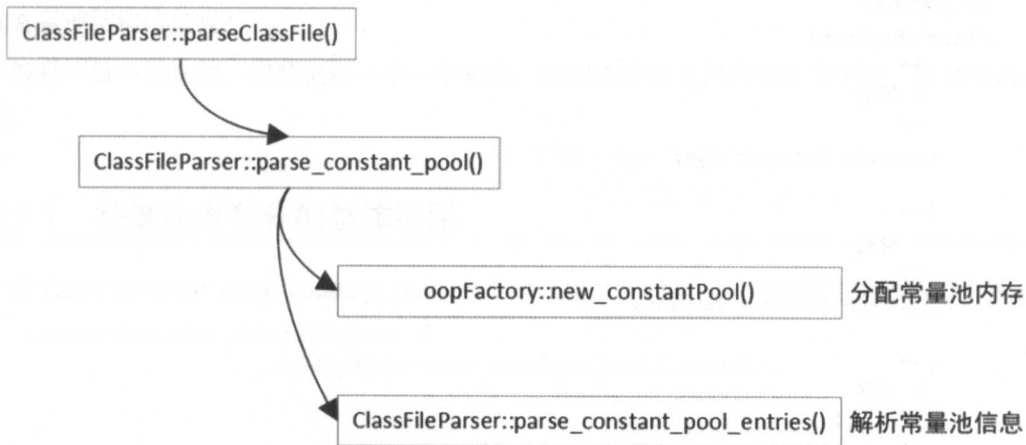 ClassFileParser::parseClassFile()
ClassFileParser::parse_constant_pool()
oopFactory::new_constantPool() 分配常量池内存
ClassFileParser::parse_constant_pool_entries() 解析常量池信息